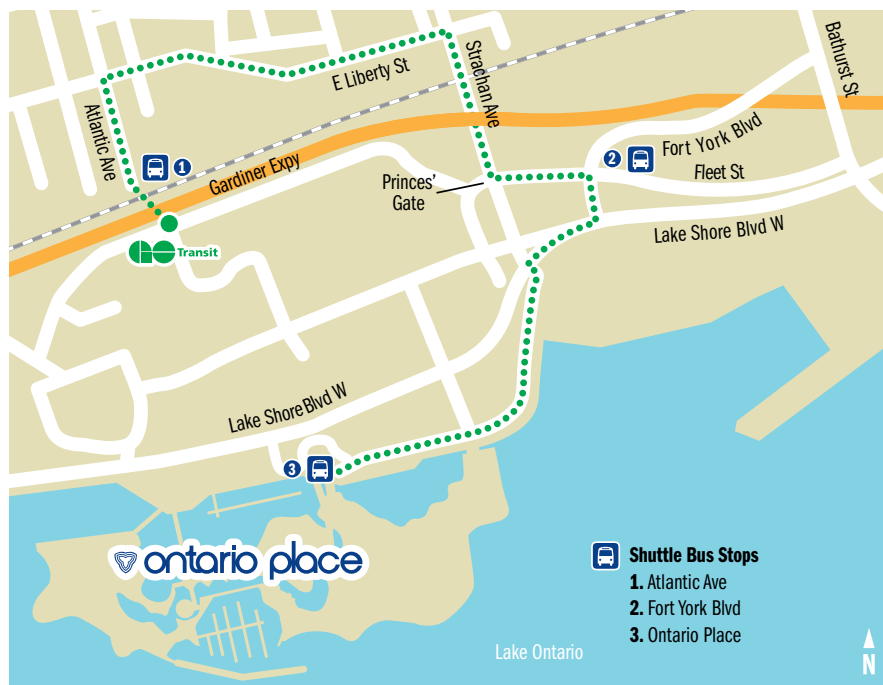 Bathurst St
Strachan Ave
E Liberty St
Atlantic Ave
1
Gardiner Expy
2
Fort York Blvd
Fleet St
Princes'
Gate
GO Transit
Lake Shore Blvd W
Lake Shore Blvd W
3
ontario place
Shuttle Bus Stops
1. Atlantic Ave
2. Fort York Blvd
3. Ontario Place
Lake Ontario
N